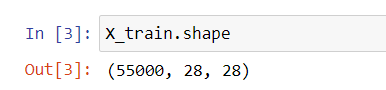 In [3]: X_train.shape
Out[3]: (55000, 28, 28)